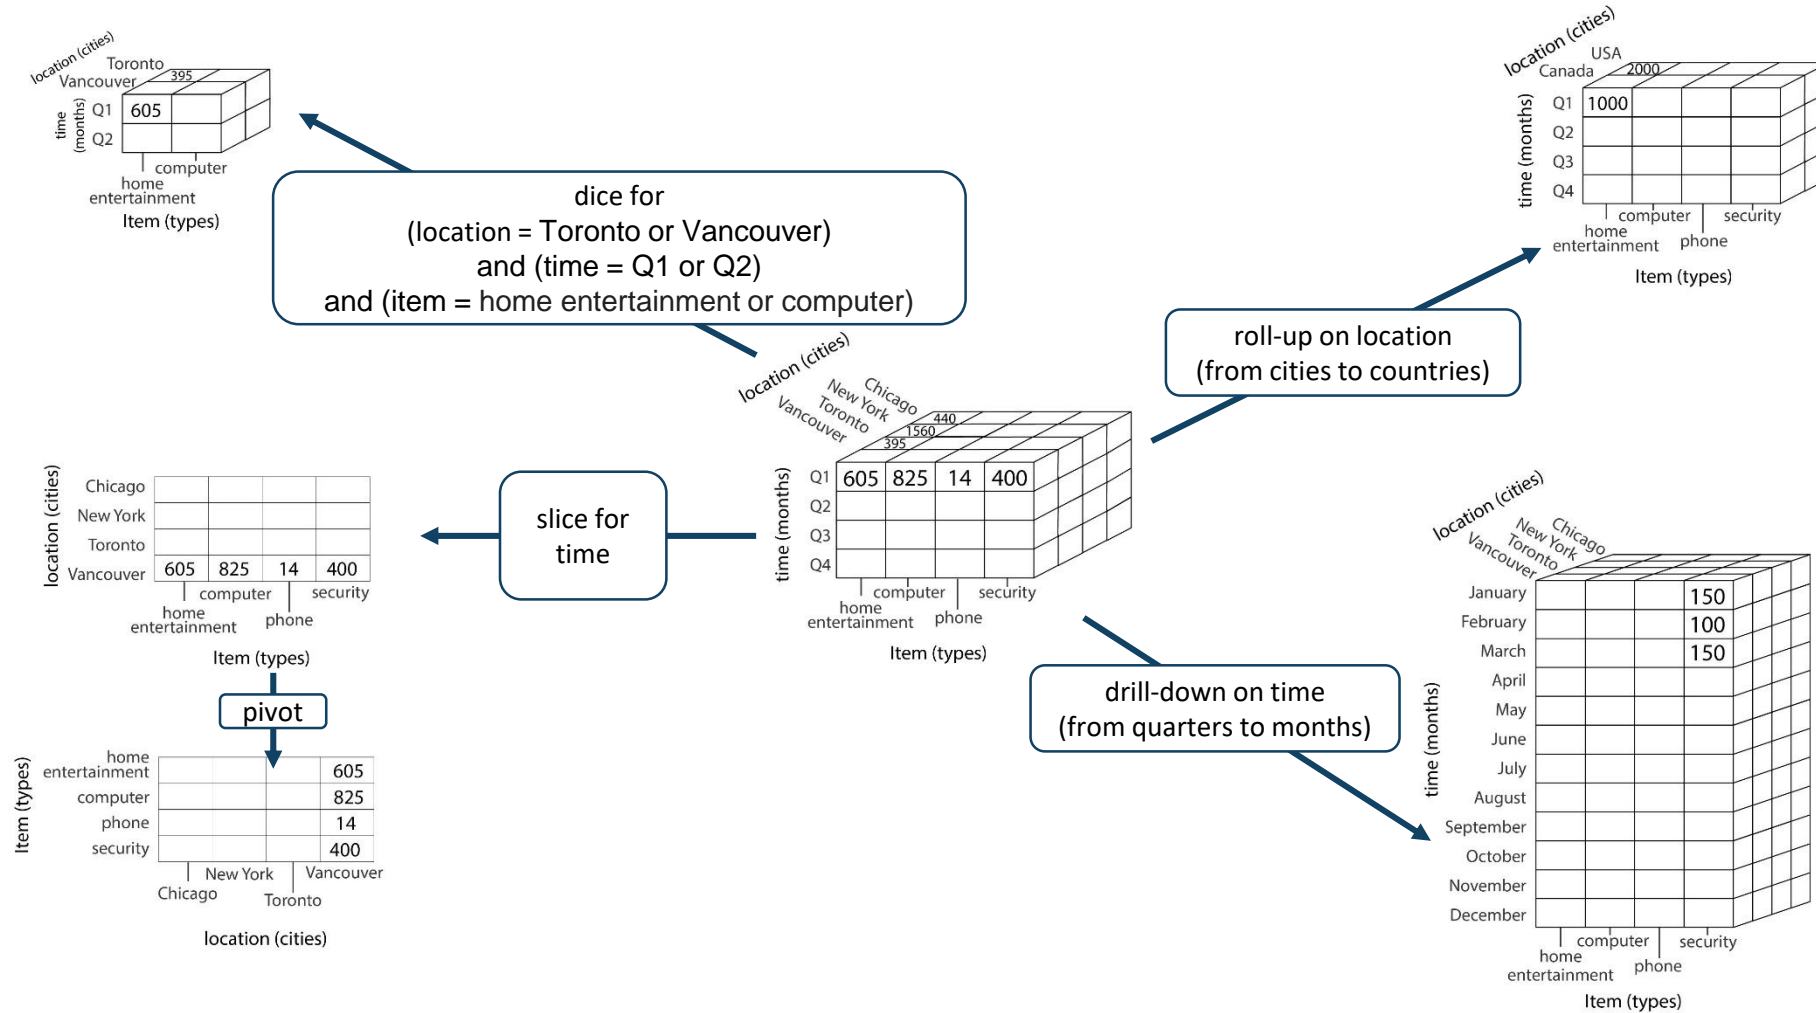 location (cities)
Toronto
Vancouver
395
time
(months)
Q1
605
Q2
computer
home
entertainment
Item (types)
dice for
(location = Toronto or Vancouver)
and (time = Q1 or Q2)
and (item = home entertainment or computer)
location (cities)
USA
Canada
2000
time (months)
Q1
1000
Q2
Q3
Q4
computer
security
home
entertainment
phone
Item (types)
roll-up on location
(from cities to countries)
location (cities)
Chicago
New York
Toronto
Vancouver
440
1560
395
time (months)
Q1 605 825 14 400
Q2
Q3
Q4
computer
security
home
entertainment
phone
Item (types)
slice for
time
location (cities)
Chicago
New York
Toronto
Vancouver 605 825 14 400
computer
security
home
entertainment
phone
Item (types)
pivot
Item (types)
home
entertainment 605
computer 825
phone 14
security 400
New York
Vancouver
Chicago
Toronto
location (cities)
drill-down on time
(from quarters to months)
location (cities)
Chicago
New York
Toronto
Vancouver
time (months)
January 150
February 100
March 150
April
May
June
July
August
September
October
November
December
computer
security
home
entertainment
phone
Item (types)